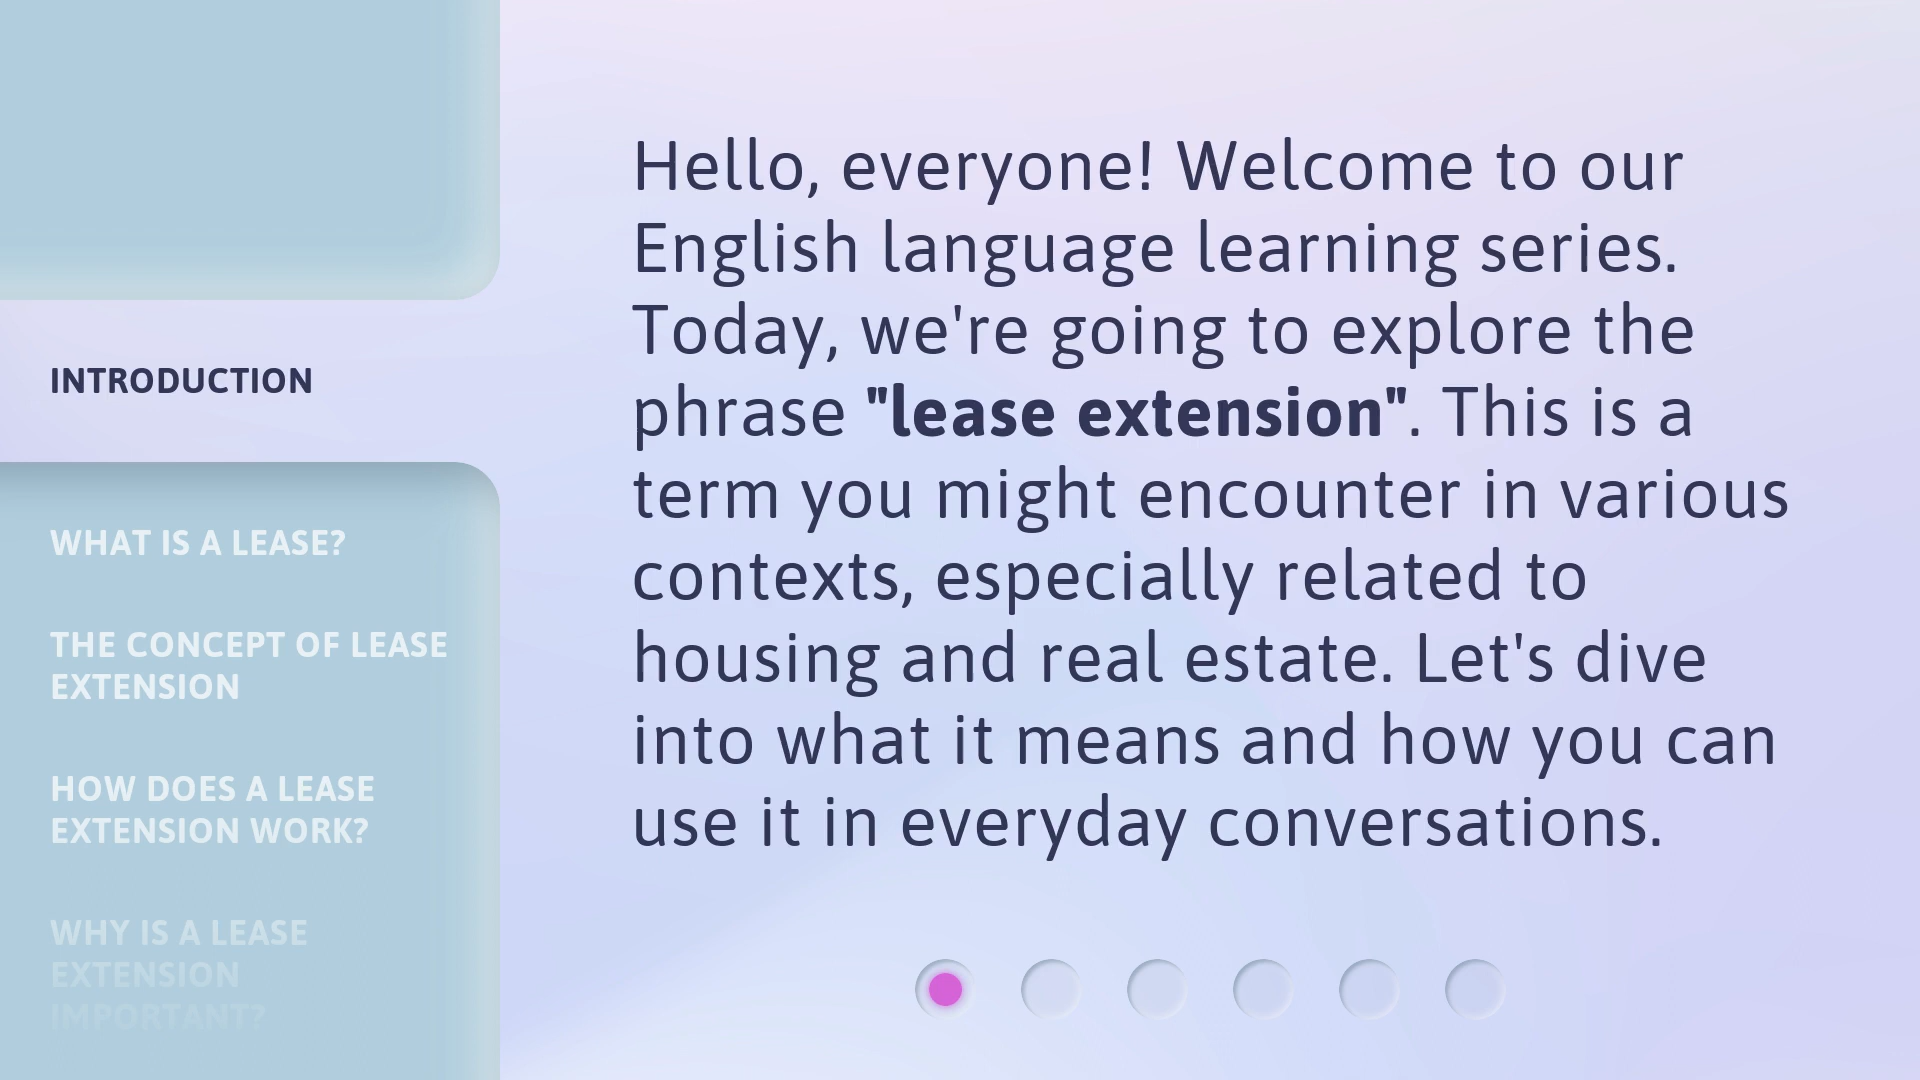 INTRODUCTION
WHAT IS A LEASE?
THE CONCEPT OF LEASE
EXTENSION
HOW DOES A LEASE
EXTENSION WORK?
WHY IS A LEASE
EXTENSION
IMPORTANT?
Hello, everyone! Welcome to our
English language learning series.
Today, we're going to explore the
phrase "lease extension". This is a
term you might encounter in various
contexts, especially related to
housing and real estate. Let's dive
into what it means and how you can
use it in everyday conversations.